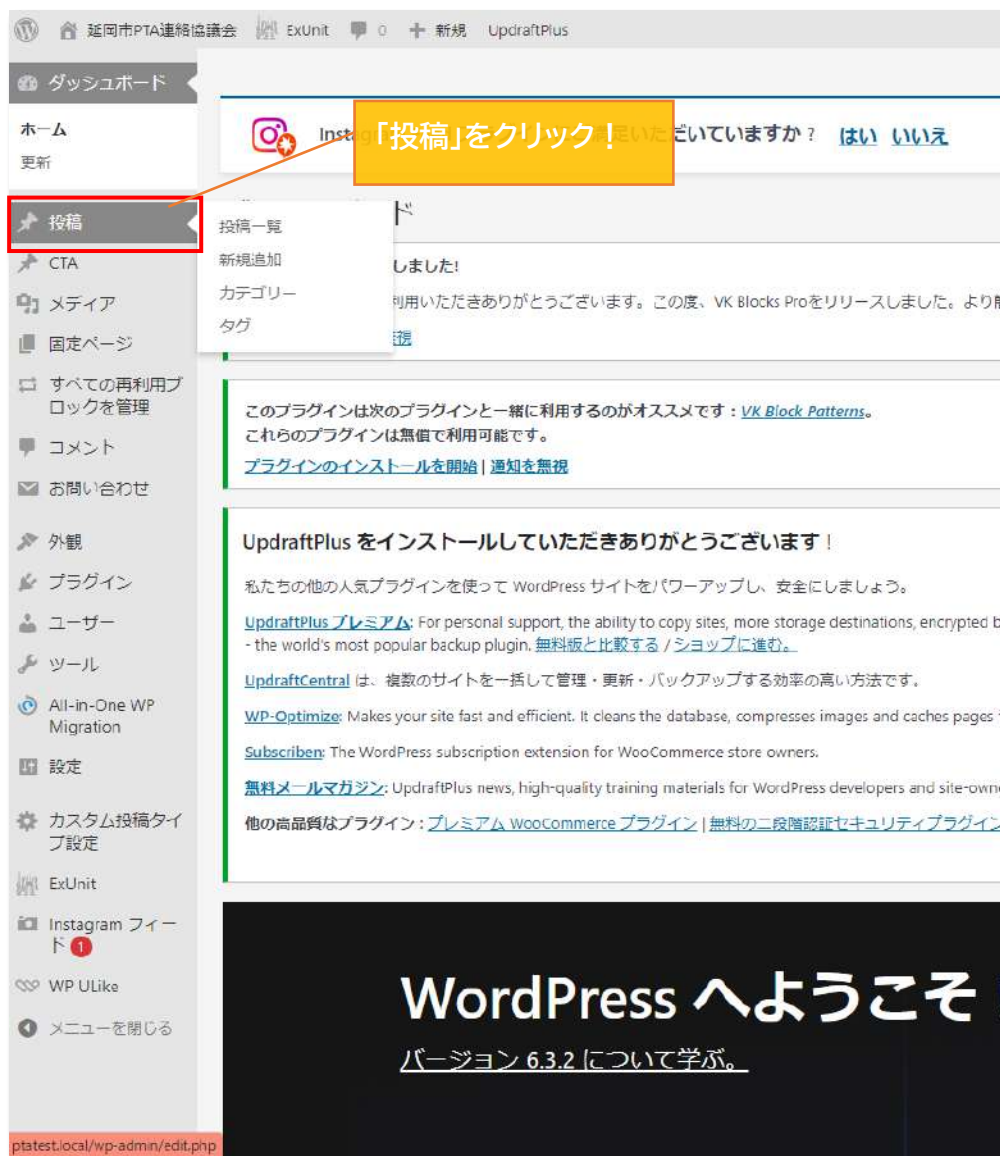 延岡市PTA連絡協議会 ExUnit 0 新規 UpdraftPlus
ダッシュボード
ホーム
更新
「投稿」をクリック！
だいていますか？ はい いいえ
投稿
ド
投稿一覧
新規追加
カテゴリー
タグ
しました!
利用いただきありがとうございます。この度、VK Blocks Proをリリースしました。より
CTA
メディア
固定ページ
すべての再利用ブ
ロックを管理
コメント
お問い合わせ
外観
プラグイン
ユーザー
ツール
All-in-One WP
Migration
設定
カスタム投稿タイ
プ設定
ExUnit
Instagram フィー
ド 1
WP ULike
メニューを閉じる
このプラグインは次のプラグインと一緒に利用するのがオススメです：VK Block Patterns。
これらのプラグインは無償で利用可能です。
プラグインのインストールを開始 | 通知を無視
UpdraftPlus をインストールしていただきありがとうございます！
私たちの他の人気プラグインを使って WordPress サイトをパワーアップし、安全にしましょう。
UpdraftPlus プレミアム: For personal support, the ability to copy sites, more storage destinations, encrypted
- the world's most popular backup plugin. 無料版と比較する / ショップに進む。
UpdraftCentral は、複数のサイトを一括して管理・更新・バックアップする効率の高い方法です。
WP-Optimize: Makes your site fast and efficient. It cleans the database, compresses images and caches pages
Subscriben: The WordPress subscription extension for WooCommerce store owners.
無料メールマガジン: UpdraftPlus news, high-quality training materials for WordPress developers and
他の高品質なプラグイン：プレミアム WooCommerce プラグイン | 無料の二段階認証セキュリティプラグイン
WordPress へようこそ
バージョン 6.3.2 について学ぶ。
ptatest.local/wp-admin/edit.php